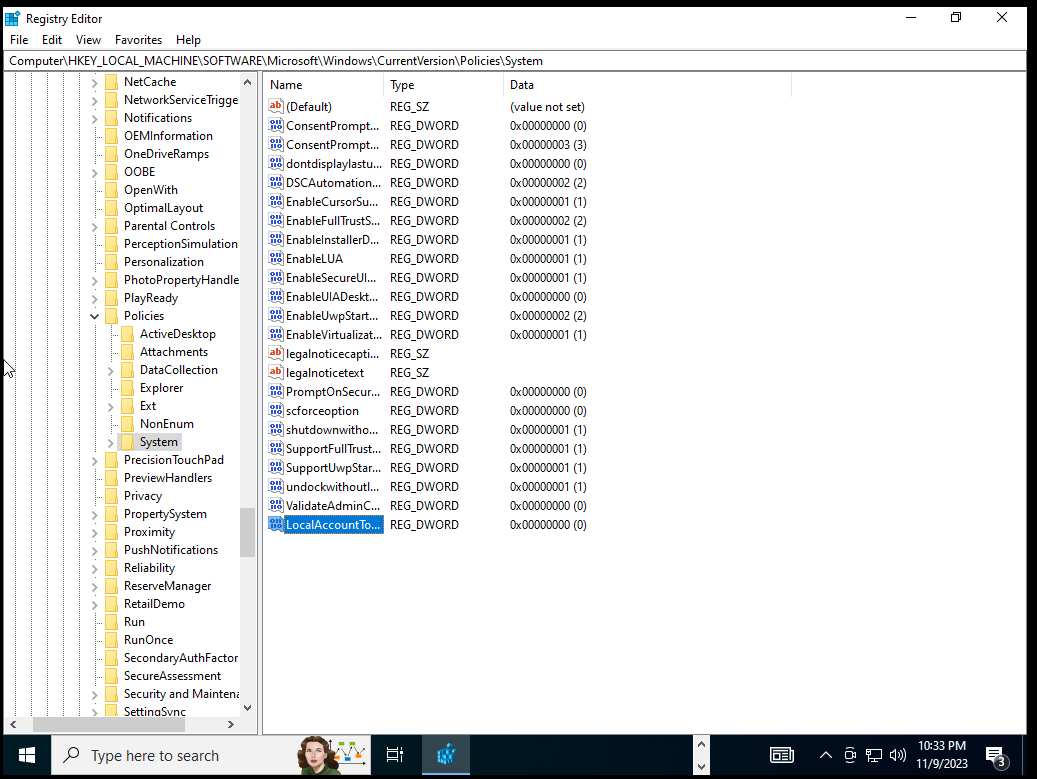 Registry Editor
File Edit View Favorites Help
Computer\HKEY_LOCAL_MACHINE\SOFTWARE\Microsoft\Windows\CurrentVersion\Policies\System
NetCache
NetworkServiceTrigge
Notifications
OEMInformation
OneDriveRamps
OOBE
OpenWith
OptimalLayout
Parental Controls
PerceptionSimulation
Personalization
PhotoPropertyHandle
PlayReady
Policies
ActiveDesktop
Attachments
DataCollection
Explorer
Ext
NonEnum
System
PrecisionTouchPad
PreviewHandlers
Privacy
PropertySystem
Proximity
PushNotifications
Reliability
ReserveManager
RetailDemo
Run
RunOnce
SecondaryAuthFactor
SecureAssessment
Security and Maintena
SettingSync
Name Type Data
(Default) REG_SZ (value not set)
ConsentPrompt... REG_DWORD 0x00000000 (0)
ConsentPrompt... REG_DWORD 0x00000003 (3)
dontdisplaylastu... REG_DWORD 0x00000000 (0)
DSCAutomation... REG_DWORD 0x00000002 (2)
EnableCursorSu... REG_DWORD 0x00000001 (1)
EnableFullTrustS... REG_DWORD 0x00000002 (2)
EnableInstallerD... REG_DWORD 0x00000001 (1)
EnableLUA REG_DWORD 0x00000001 (1)
EnableSecureUI... REG_DWORD 0x00000001 (1)
EnableUIADeskt... REG_DWORD 0x00000000 (0)
EnableUwpStart... REG_DWORD 0x00000002 (2)
EnableVirtualizat... REG_DWORD 0x00000001 (1)
legalnoticecapti... REG_SZ
legalnoticetext REG_SZ
PromptOnSecur... REG_DWORD 0x00000000 (0)
scforceoption REG_DWORD 0x00000000 (0)
shutdownwitho... REG_DWORD 0x00000001 (1)
SupportFullTrust... REG_DWORD 0x00000001 (1)
SupportUwpStar... REG_DWORD 0x00000001 (1)
undockwithoutl... REG_DWORD 0x00000001 (1)
ValidateAdminC... REG_DWORD 0x00000000 (0)
LocalAccountTo... REG_DWORD 0x00000000 (0)
Type here to search
10:33 PM
11/9/2023
3